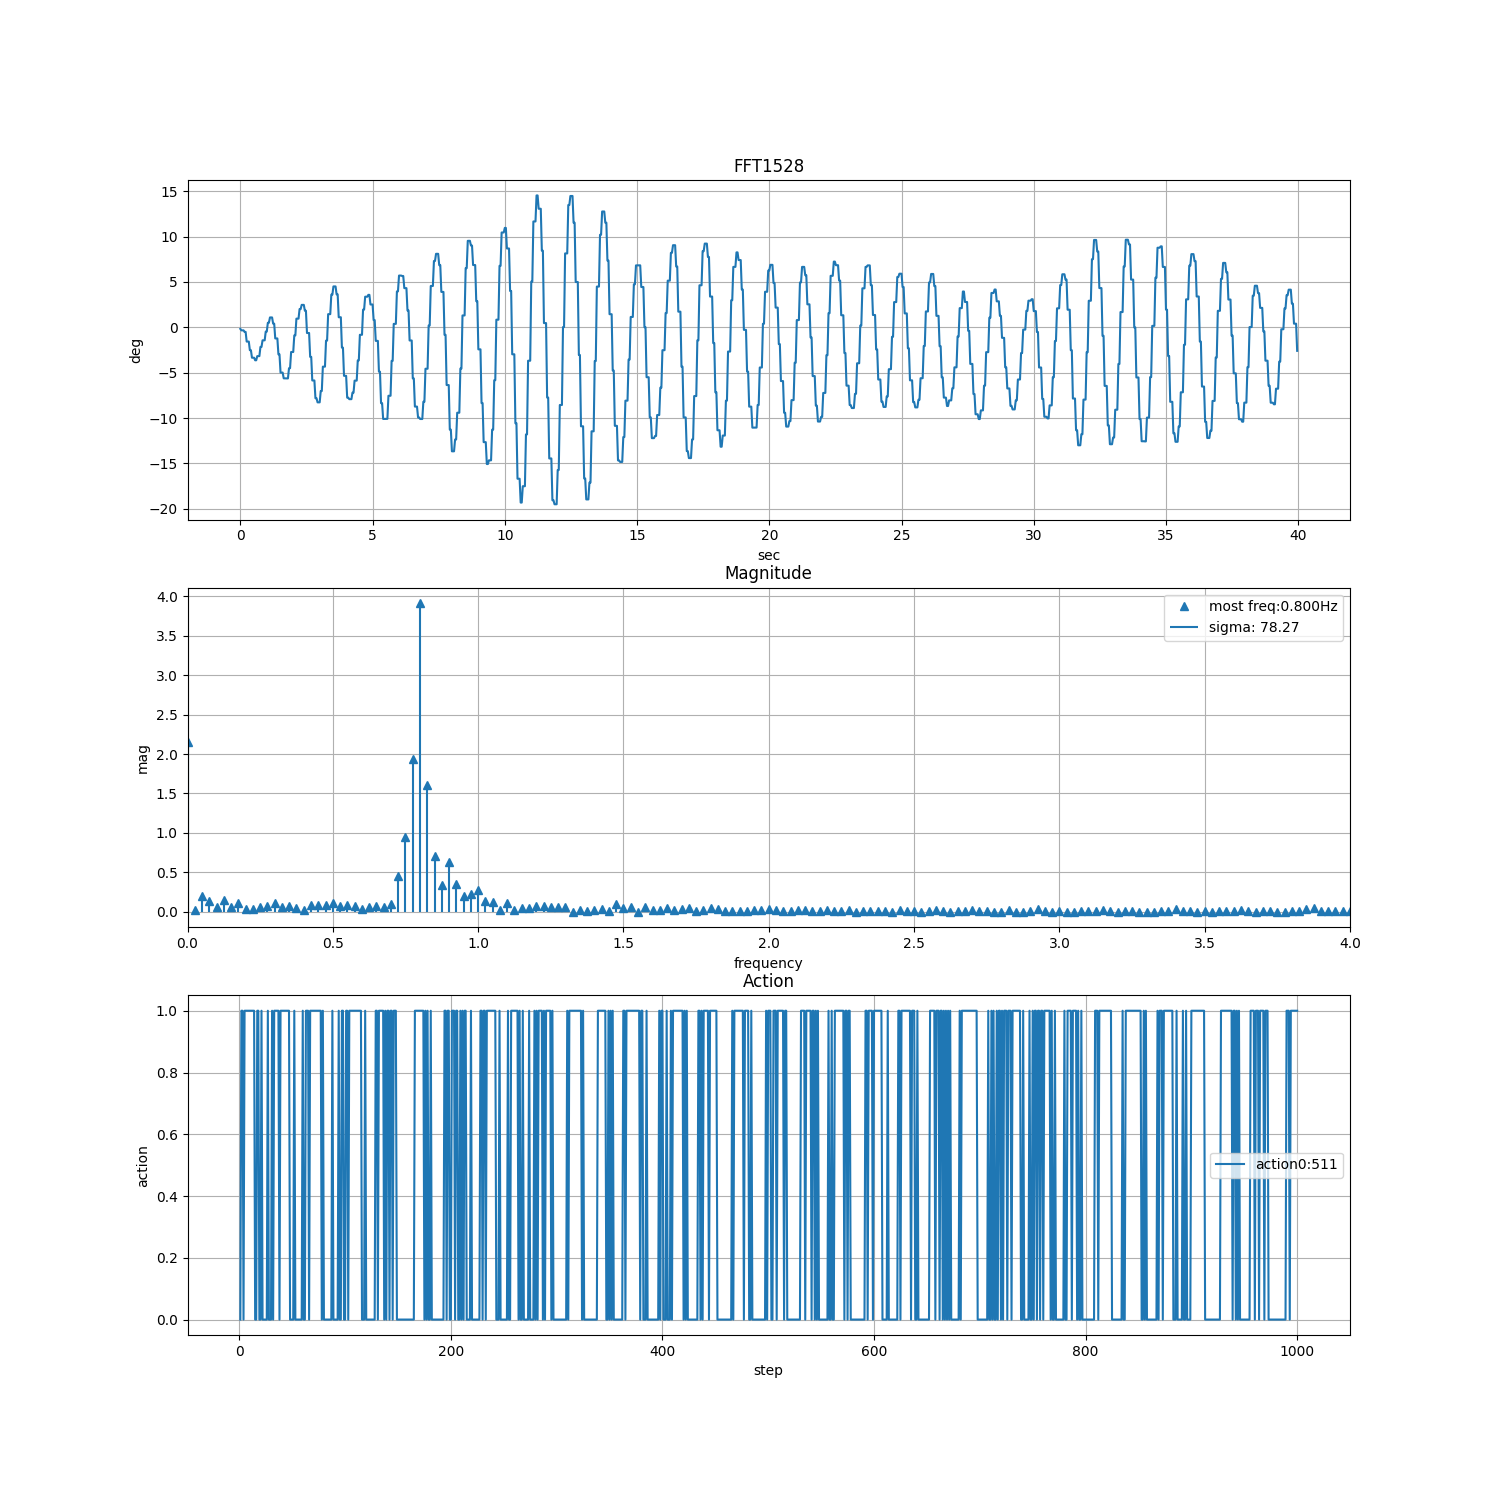 FFT1528
15
10
5
0
−5
−10
−15
−20
deg
0 5 10 15 20 25 30 35 40
sec
Magnitude
4.0
3.5
3.0
2.5
2.0
1.5
1.0
0.5
0.0
mag
most freq:0.800Hz
sigma: 78.27
0.0 0.5 1.0 1.5 2.0 2.5 3.0 3.5 4.0
frequency
Action
1.0
0.8
0.6
0.4
0.2
0.0
action
action0:511
0 200 400 600 800 1000
step